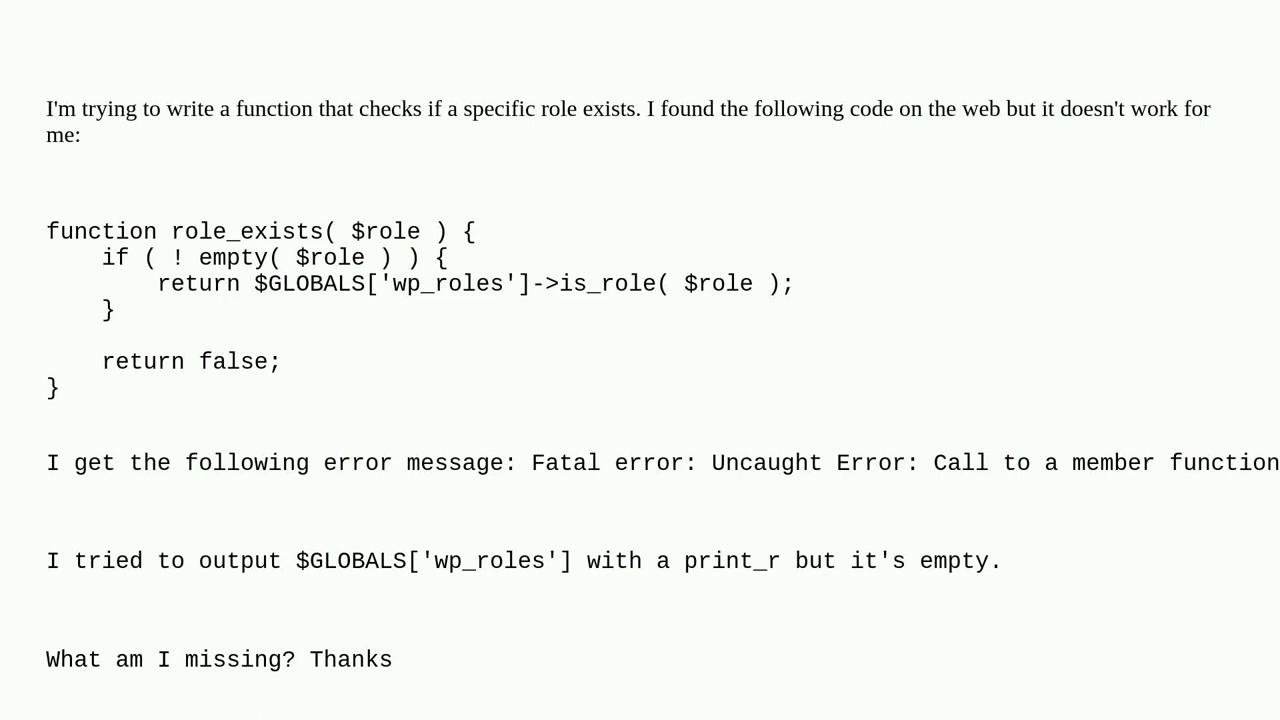 I'm trying to write a function that checks if a specific role exists. I found the following code on the web but it doesn't work for
me:
function role_exists( $role ) {
    if ( ! empty( $role ) ) {
        return $GLOBALS['wp_roles']->is_role( $role );
    }
    return false;
}
I get the following error message: Fatal error: Uncaught Error: Call to a member function
I tried to output $GLOBALS['wp_roles'] with a print_r but it's empty.
What am I missing? Thanks